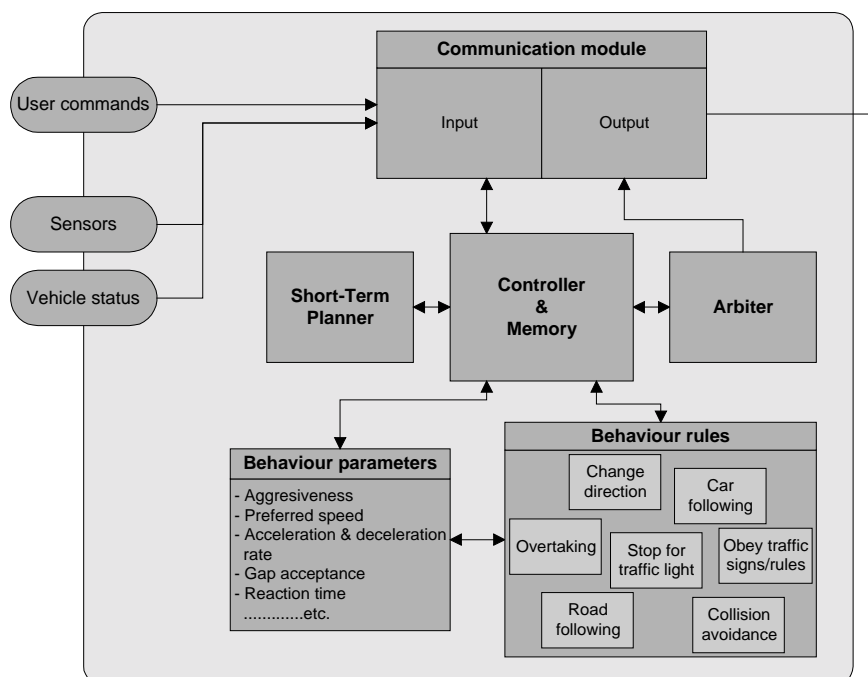 Communication module
User commands
Input
Output
Sensors
Vehicle status
Short-Term
Planner
Controller
&
Memory
Arbiter
Behaviour parameters
- Aggresiveness
- Preferred speed
- Acceleration & deceleration
rate
- Gap acceptance
- Reaction time
.............etc.
Behaviour rules
Change
direction
Car
following
Overtaking
Stop for
traffic light
Obey traffic
signs/rules
Road
following
Collision
avoidance